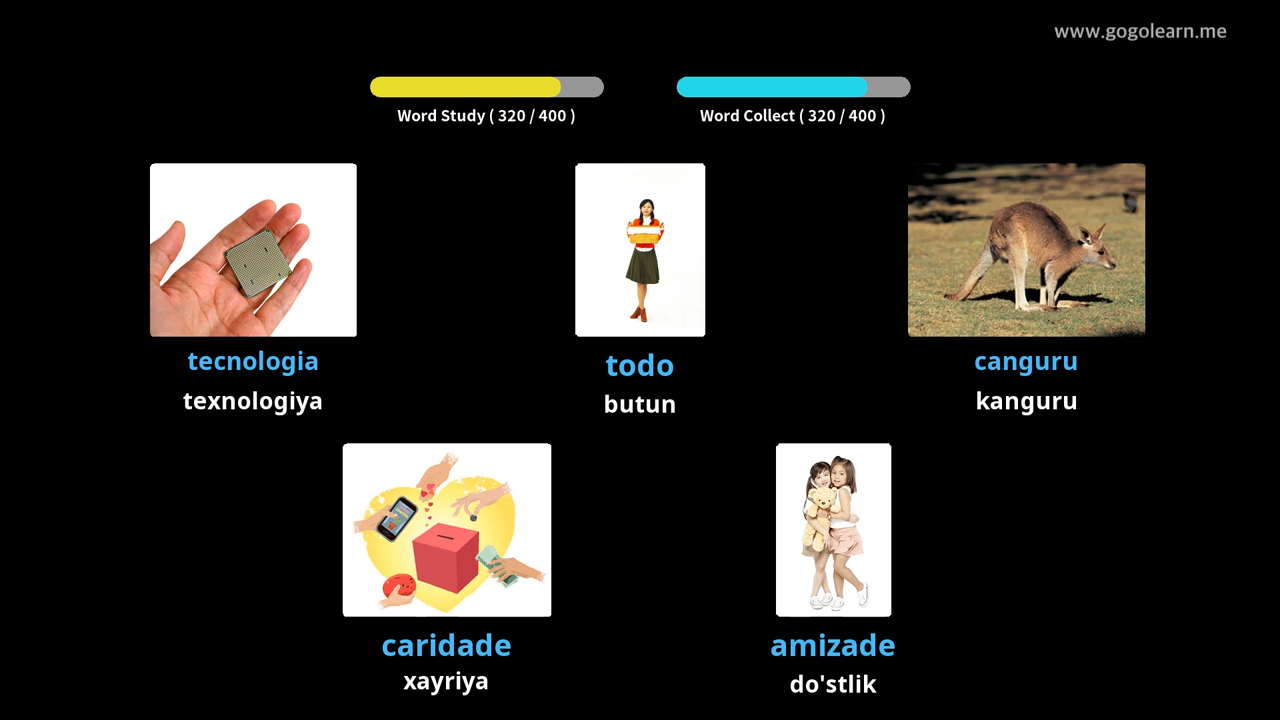 www.gogolearn.me
Word Study ( 320 / 400 )
Word Collect ( 320 / 400 )
tecnologia
texnologiya
todo
butun
canguru
kanguru
caridade
xayriya
amizade
do'stlik